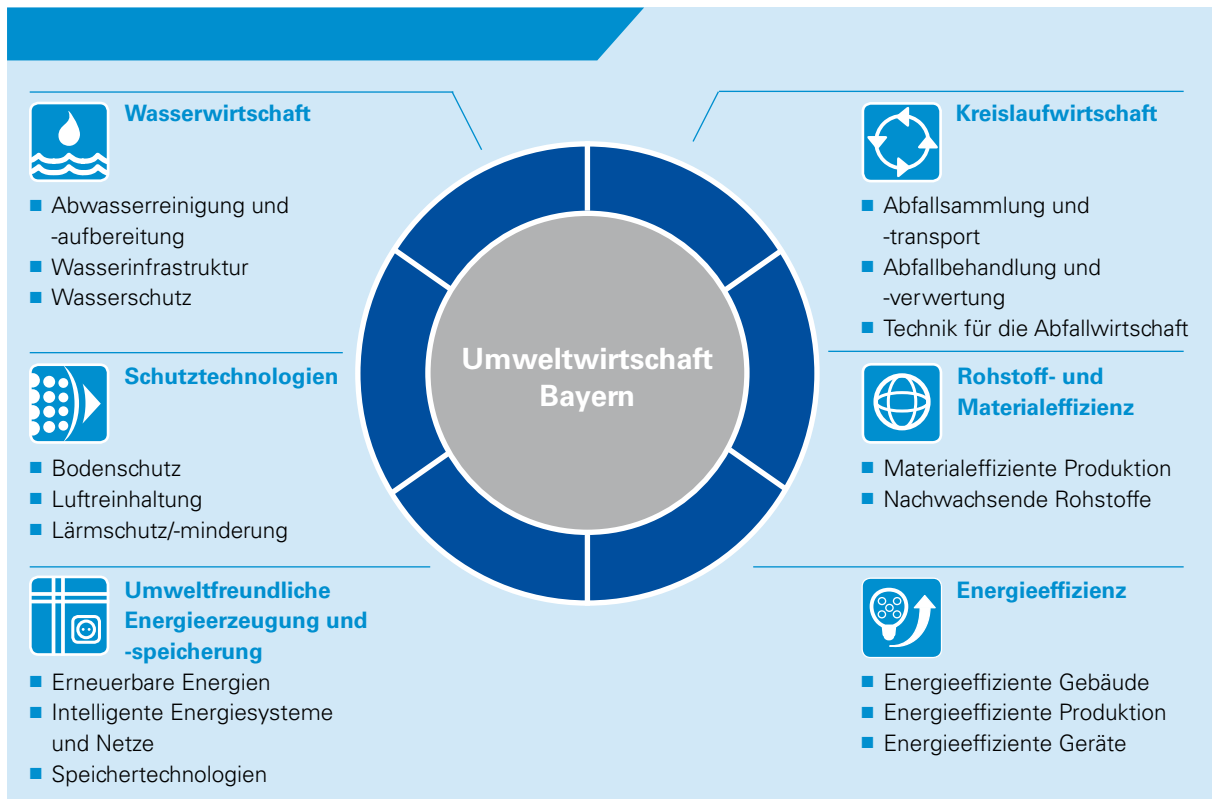 Wasserwirtschaft
Abwasserreinigung und
-aufbereitung
Wasserinfrastruktur
Wasserschutz
Schutztechnologien
Bodenschutz
Luftreinhaltung
Lärmschutz/-minderung
Umweltfreundliche
Energieerzeugung und
-speicherung
Erneuerbare Energien
Intelligente Energiesysteme
und Netze
Speichertechnologien
Umweltwirtschaft
Bayern
Kreislaufwirtschaft
Abfallsammlung und
-transport
Abfallbehandlung und
-verwertung
Technik für die Abfallwirtschaft
Rohstoff- und
Materialeffizienz
Materialeffiziente Produktion
Nachwachsende Rohstoffe
Energieeffizienz
Energieeffiziente Gebäude
Energieeffiziente Produktion
Energieeffiziente Geräte